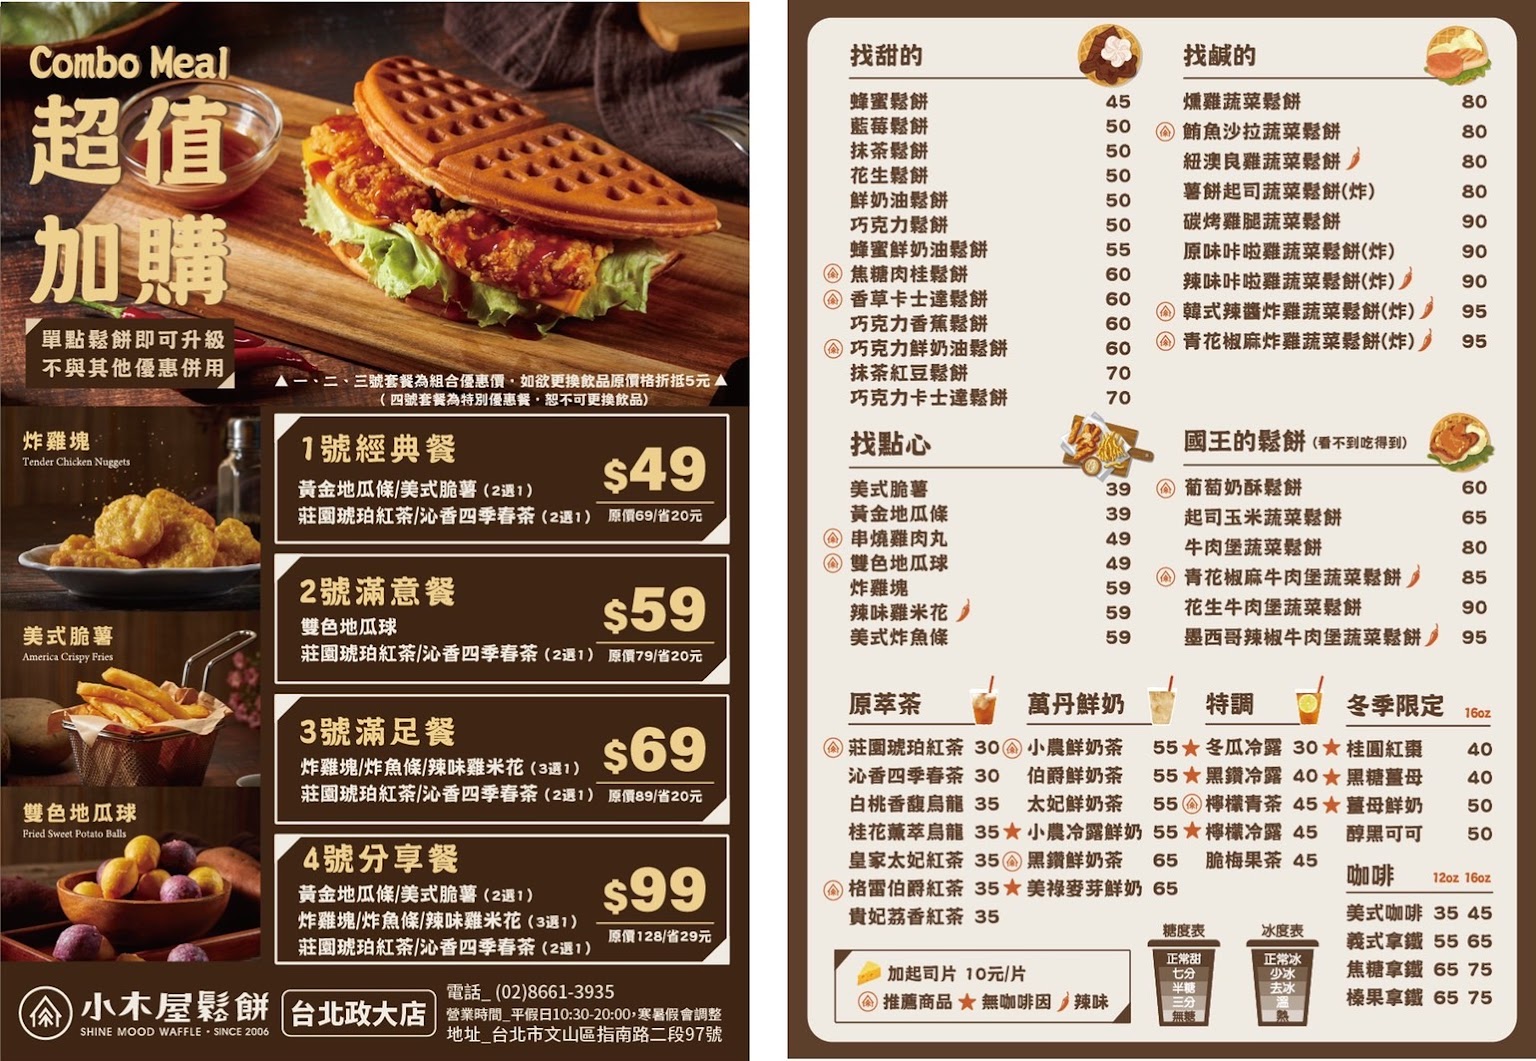 Combo Meal
超值
加購
單點鬆餅即可升級
不與其他優惠併用
▲一、二、三號套餐為組合優惠價，如欲更換飲品原價格折抵5元▲
(四號套餐為特別優惠餐，恕不可更換飲品)
炸雞塊
Tender Chicken Nuggets
美式脆薯
America Crispy Fries
雙色地瓜球
Fried Sweet Potato Balls
1號經典餐
黃金地瓜條/美式脆薯(2選1)
莊園琥珀紅茶/沁香四季春茶(2選1)
$49
原價69/省20元
2號滿意餐
雙色地瓜球
莊園琥珀紅茶/沁香四季春茶(2選1)
$59
原價79/省20元
3號滿足餐
炸雞塊/炸魚條/辣味雞米花(3選1)
莊園琥珀紅茶/沁香四季春茶(2選1)
$69
原價89/省20元
4號分享餐
黃金地瓜條/美式脆薯(2選1)
炸雞塊/炸魚條/辣味雞米花(3選1)
莊園琥珀紅茶/沁香四季春茶(2選1)
$99
原價128/省29元
小木屋鬆餅
SHINE MOOD WAFFLE・SINCE 2006
台北政大店
電話_ (02)8661-3935
營業時間_平假日10:30-20:00,寒暑假會調整
地址_台北市文山區指南路二段97號
找甜的
蜂蜜鬆餅 45
藍莓鬆餅 50
抹茶鬆餅 50
花生鬆餅 50
鮮奶油鬆餅 50
巧克力鬆餅 50
蜂蜜鮮奶油鬆餅 55
焦糖肉桂鬆餅 60
香草卡士達鬆餅 60
巧克力香蕉鬆餅 60
巧克力鮮奶油鬆餅 60
抹茶紅豆鬆餅 70
巧克力卡士達鬆餅 70
找鹹的
燻雞蔬菜鬆餅 80
鮪魚沙拉蔬菜鬆餅 80
紐澳良雞蔬菜鬆餅 80
薯餅起司蔬菜鬆餅(炸) 80
碳烤雞腿蔬菜鬆餅 90
原味咔啦雞蔬菜鬆餅(炸) 90
辣味咔啦雞蔬菜鬆餅(炸) 90
韓式辣醬炸雞蔬菜鬆餅(炸) 95
青花椒麻炸雞蔬菜鬆餅(炸) 95
找點心
美式脆薯 39
黃金地瓜條 39
串燒雞肉丸 49
雙色地瓜球 49
炸雞塊 59
辣味雞米花 59
美式炸魚條 59
國王的鬆餅(看不到吃得到)
葡萄奶酥鬆餅 60
起司玉米蔬菜鬆餅 65
牛肉堡蔬菜鬆餅 80
青花椒麻牛肉堡蔬菜鬆餅 85
花生牛肉堡蔬菜鬆餅 90
墨西哥辣椒牛肉堡蔬菜鬆餅 95
原萃茶
莊園琥珀紅茶 30
沁香四季春茶 30
白桃香馥烏龍 35
桂花薰萃烏龍 35
皇家太妃紅茶 35
格雷伯爵紅茶 35
貴妃荔香紅茶 35
萬丹鮮奶
小農鮮奶茶 55
伯爵鮮奶茶 55
太妃鮮奶茶 55
★小農冷露鮮奶 55
黑鑽鮮奶茶 65
★美祿麥芽鮮奶 65
特調
★冬瓜冷露 30
★黑鑽冷露 40
檸檬青茶 45
★檸檬冷露 45
脆梅果茶 45
冬季限定 16oz
★桂圓紅棗 40
★黑糖薑母 40
★薑母鮮奶 50
醇黑可可 50
咖啡 12oz 16oz
美式咖啡 35 45
義式拿鐵 55 65
焦糖拿鐵 65 75
榛果拿鐵 65 75
加起司片 10元/片
推薦商品 ★無咖啡因 辣味
糖度表
正常甜
七分
半糖
三分
無糖
冰度表
正常冰
少冰
去冰
溫
熱